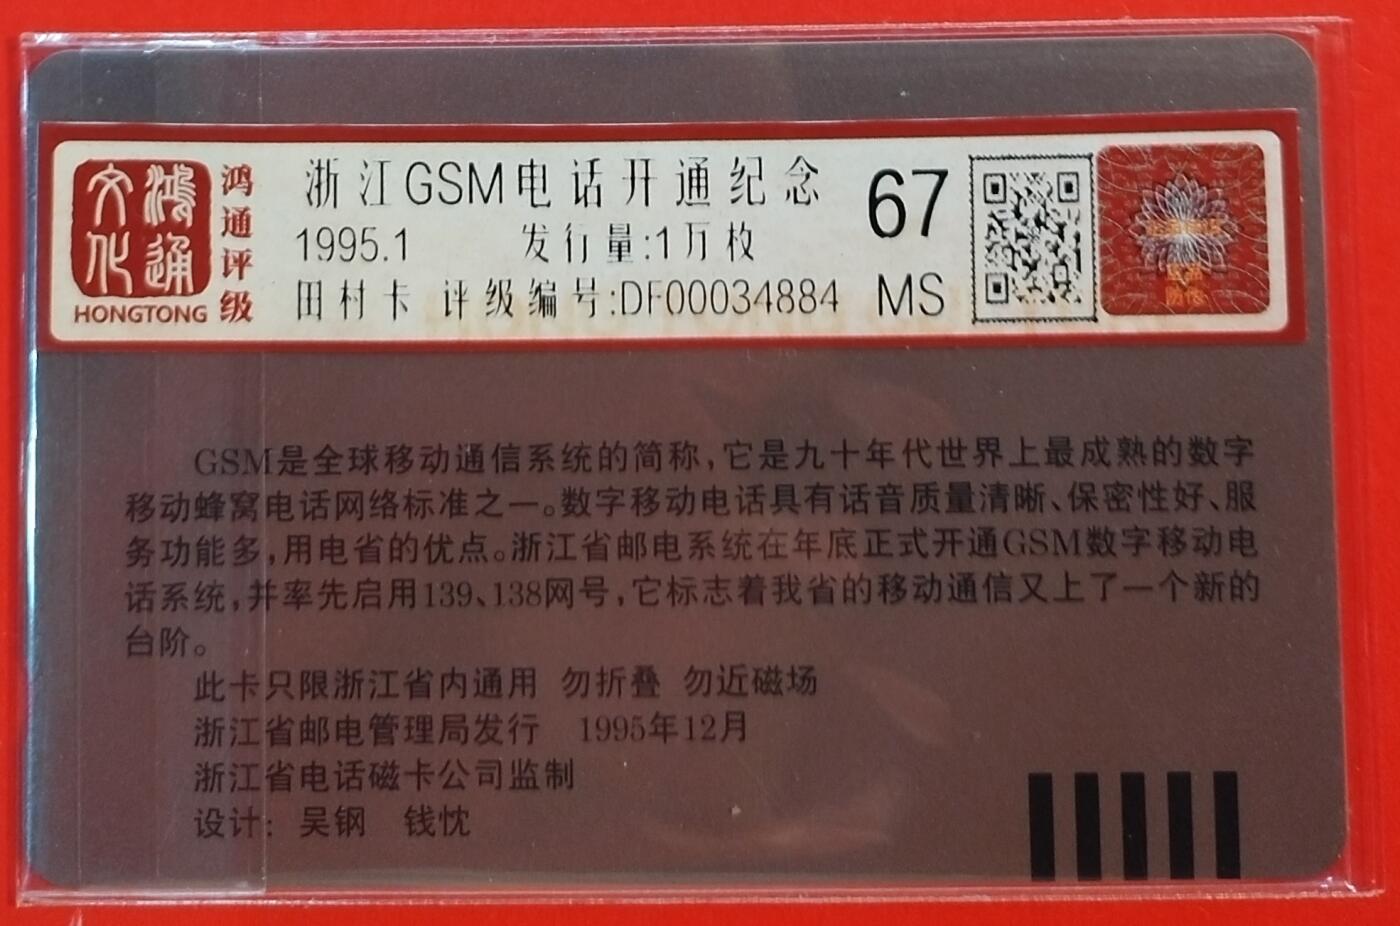 鸿通文化
HONGTONG
鸿通评级
浙江GSM电话开通纪念
1995.1 发行量:1万枚
田村卡 评级编号:DF00034884
67
MS
GSM是全球移动通信系统的简称,它是九十年代世界上最成熟的数字
移动蜂窝电话网络标准之一。数字移动电话具有话音质量清晰、保密性好、服
务功能多,用电省的优点。浙江省邮电系统在年底正式开通GSM数字移动电
话系统,并率先启用139、138网号,它标志着我省的移动通信又上了一个新的
台阶。
此卡只限浙江省内通用 勿折叠 勿近磁场
浙江省邮电管理局发行 1995年12月
浙江省电话磁卡公司监制
设计: 吴钢 钱忱